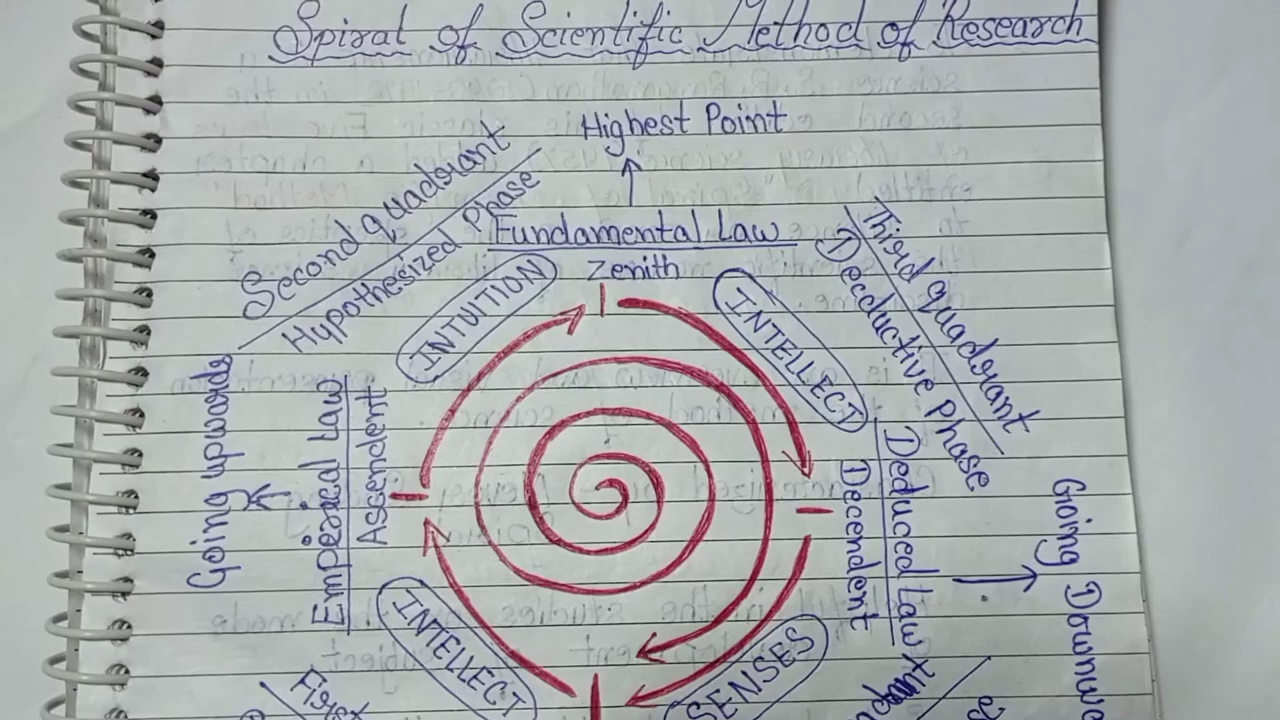 Spiral of Scientific Method of Research
Highest Point
Second quadrant
Hypothesized Phase
Fundamental Law
Zenith
INTUITION
INTELLECT
Third quadrant
Deductive Phase
Going upwards
Empirical Law
Ascendent
Deduced Law
Decendent
Going Downwa
INTELLECT
SENSES
First